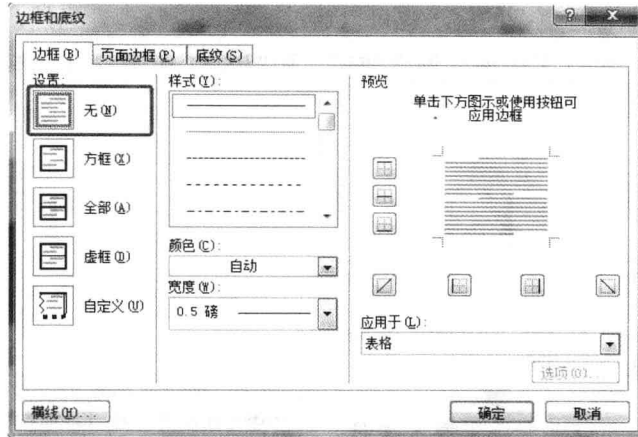 边框和底纹
边框(B) 页面边框(P) 底纹(S)
设置:
无(N)
方框(X)
全部(A)
虚框(D)
自定义(U)
样式(Y):
颜色(C):
自动
宽度(W):
0.5 磅
预览
单击下方图示或使用按钮可
应用边框
应用于(L):
表格
选项(O)...
横线(H)...
确定
取消